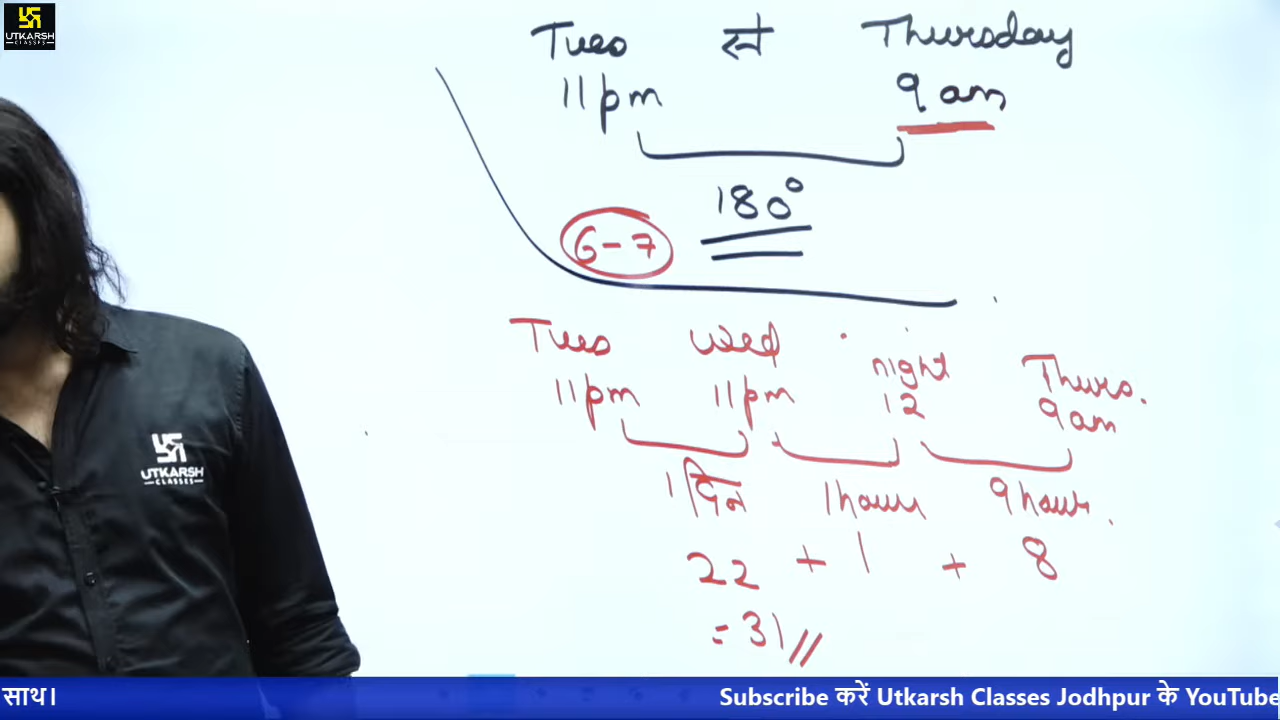 UTKARSH
CLASSES
Tues से Thursday
11pm 9am
180°
6-7
Tues Wed night Thurs.
11pm 11pm 12 9am
1 दिन 1 hour 9 hour.
22 + 1 + 8
= 31 //
UTKARSH
CLASSES
साथ। Subscribe करें Utkarsh Classes Jodhpur के YouTube